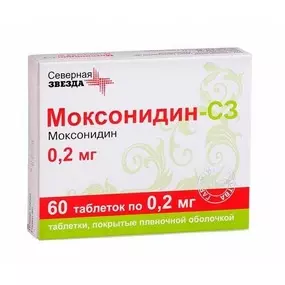 Северная
ЗВЕЗДА
Моксонидин-СЗ
Моксонидин
0,2 мг
60 таблеток по 0,2 мг
таблетки, покрытые пленочной оболочкой